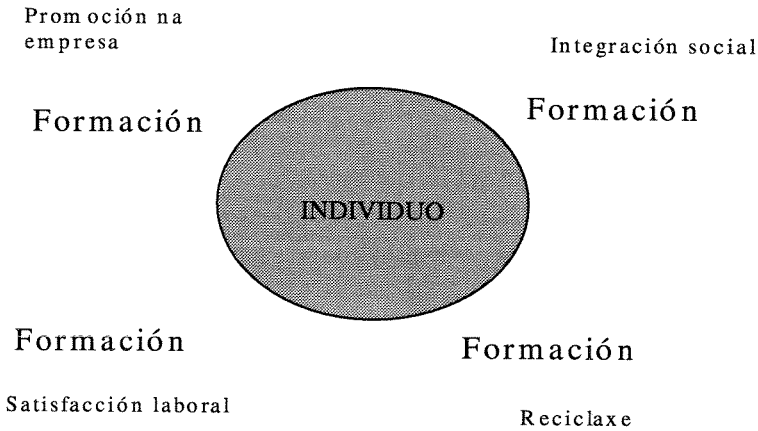 Promoción na
empresa
Integración social
Formación
Formación
INDIVIDUO
Formación
Formación
Satisfacción laboral
Reciclaxe